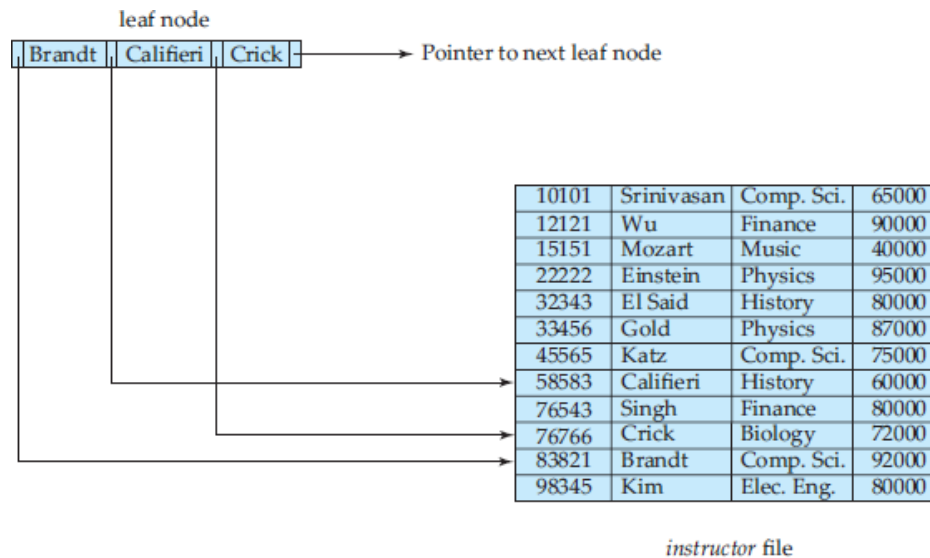 leaf node
Brandt Califieri Crick Pointer to next leaf node
10101 Srinivasan Comp. Sci. 65000
12121 Wu Finance 90000
15151 Mozart Music 40000
22222 Einstein Physics 95000
32343 El Said History 80000
33456 Gold Physics 87000
45565 Katz Comp. Sci. 75000
58583 Califieri History 60000
76543 Singh Finance 80000
76766 Crick Biology 72000
83821 Brandt Comp. Sci. 92000
98345 Kim Elec. Eng. 80000
instructor file